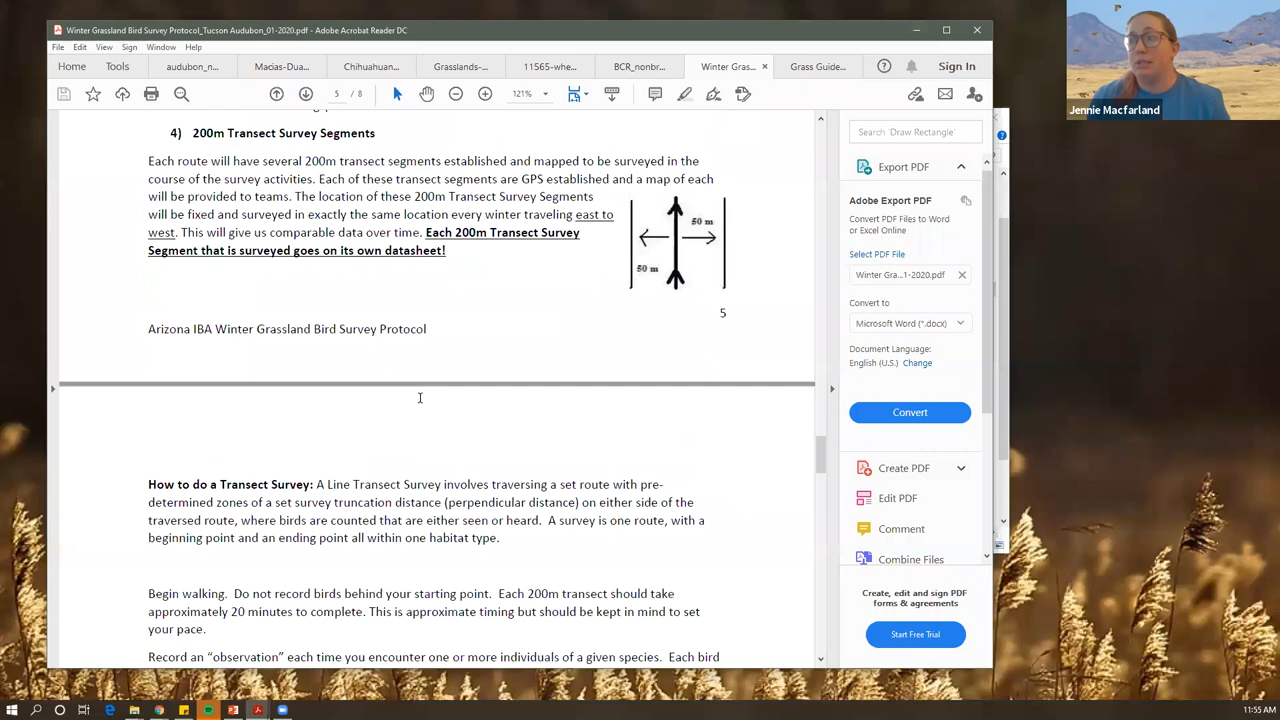 Winter Grassland Bird Survey Protocol_Tucson Audubon_01-2020.pdf - Adobe Acrobat Reader DC
File Edit View Sign Window Help
Home Tools audubon_n... Macias-Dua... Chihuahuan... Grasslands-... 11565-whe... BCR_nonbr... Winter Gras... Grass Guide... Sign In
5 / 8 121%
4) 200m Transect Survey Segments
Each route will have several 200m transect segments established and mapped to be surveyed in the
course of the survey activities. Each of these transect segments are GPS established and a map of each
will be provided to teams. The location of these 200m Transect Survey Segments
will be fixed and surveyed in exactly the same location every winter traveling east to
west. This will give us comparable data over time. Each 200m Transect Survey
Segment that is surveyed goes on its own datasheet!
50 m
50 m
5
Arizona IBA Winter Grassland Bird Survey Protocol
How to do a Transect Survey: A Line Transect Survey involves traversing a set route with pre-
determined zones of a set survey truncation distance (perpendicular distance) on either side of the
traversed route, where birds are counted that are either seen or heard. A survey is one route, with a
beginning point and an ending point all within one habitat type.
Begin walking. Do not record birds behind your starting point. Each 200m transect should take
approximately 20 minutes to complete. This is approximate timing but should be kept in mind to set
your pace.
Record an “observation” each time you encounter one or more individuals of a given species. Each bird
Search 'Draw Rectangle'
Export PDF
Adobe Export PDF
Convert PDF Files to Word
or Excel Online
Select PDF File
Winter Gra...1-2020.pdf
Convert to
Microsoft Word (*.docx)
Document Language:
English (U.S.) Change
Convert
Create PDF
Edit PDF
Comment
Combine Files
Create, edit and sign PDF
forms & agreements
Start Free Trial
Jennie Macfarland
11:55 AM